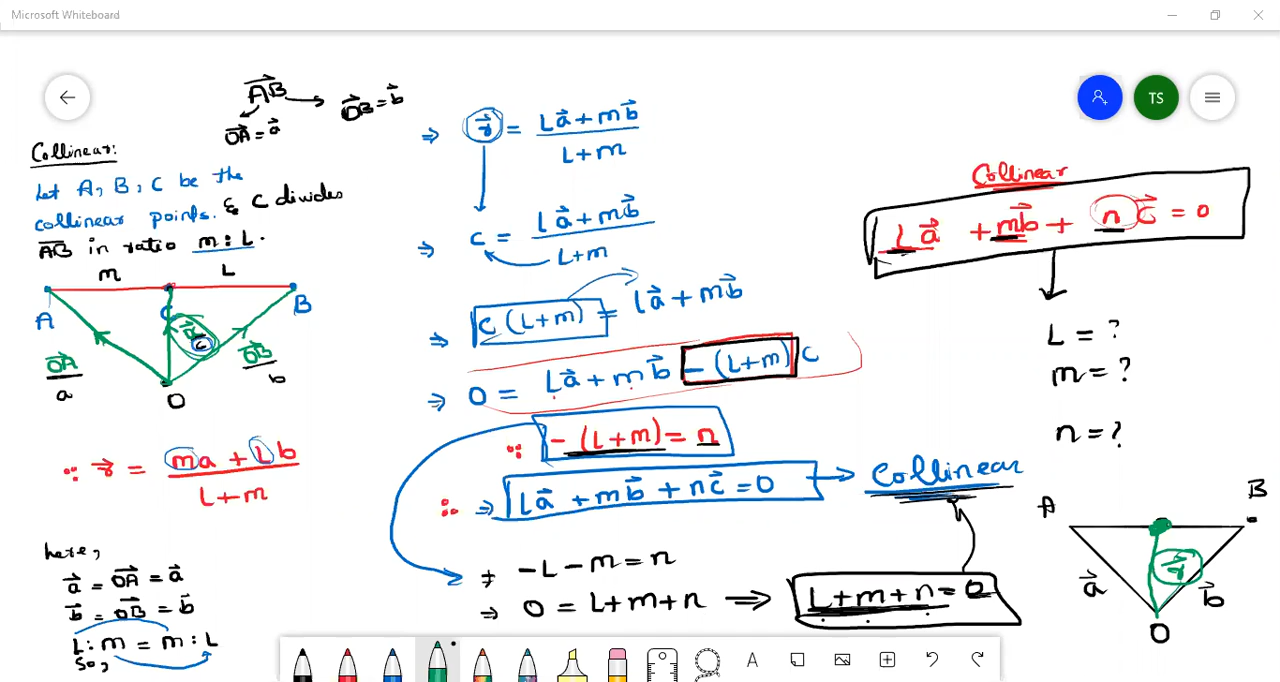 Microsoft Whiteboard
TS
AB
OA = a
OB = b
Collinear:
Let A, B, C be the
collinear points. & C divides
AB in ratio m : L.
m L
A C B
OA r c OB
a b
O
∵ r = ma + Lb
L+m
here,
a = OA = a
b = OB = b
L : m = m : L
So,
⇒ r = La + mb
L+m
⇒ c = la + mb
L+m
⇒ c (L+m) = la + mb
⇒ 0 = La + mb - (L+m) c
∵ - (L+m) = n
∴ ⇒ La + mb + nc = 0 → Collinear
⇒ -L - m = n
⇒ 0 = L+m+n ⇒ L+m+n = 0
Collinear
La + mb + nc = 0
L = ?
m = ?
n = ?
A B
a r b
O
A